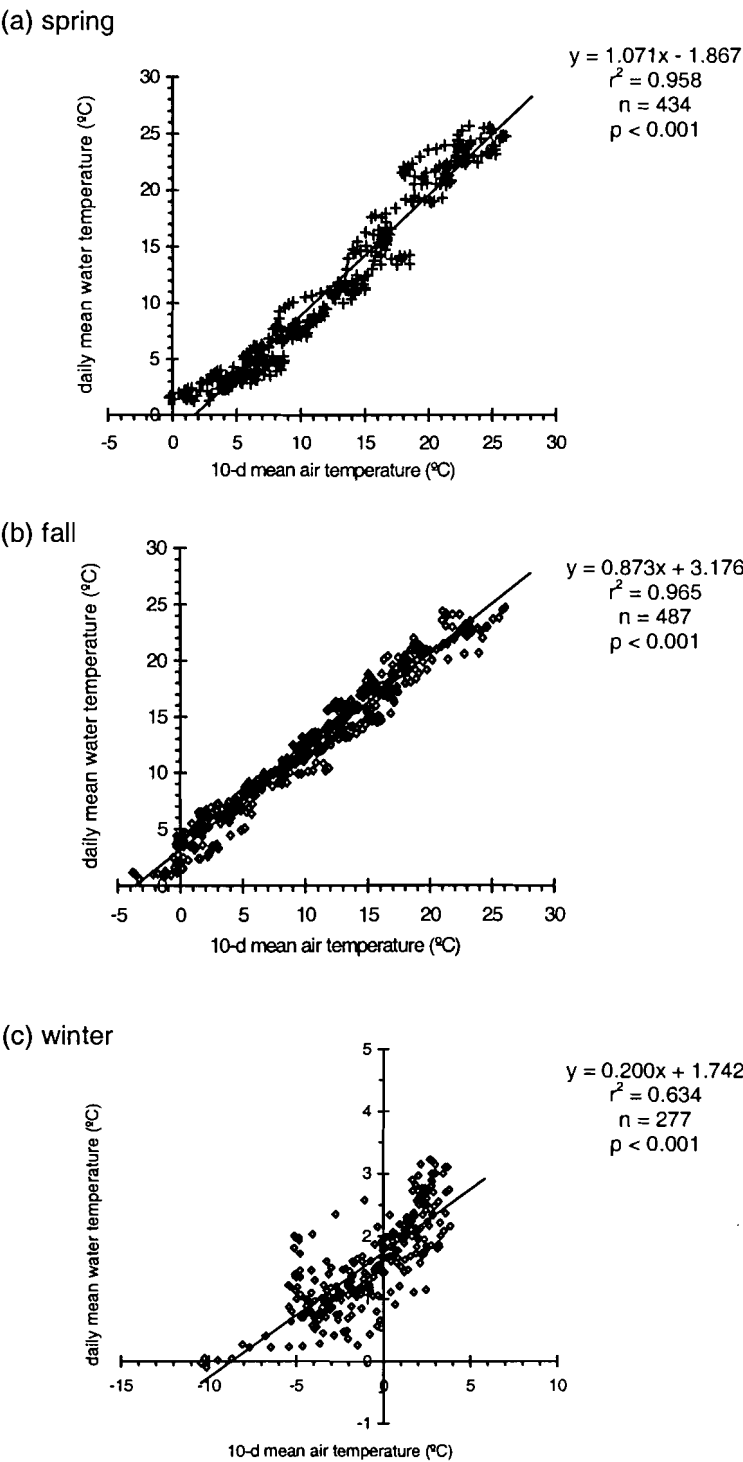 (a) spring
y = 1.071x - 1.867
r² = 0.958
n = 434
p < 0.001
daily mean water temperature (ºC)
30
25
20
15
10
5
0
-5 0 5 10 15 20 25 30
10-d mean air temperature (ºC)
(b) fall
y = 0.873x + 3.176
r² = 0.965
n = 487
p < 0.001
daily mean water temperature (ºC)
30
25
20
15
10
5
0
-5 0 5 10 15 20 25 30
10-d mean air temperature (ºC)
(c) winter
y = 0.200x + 1.742
r² = 0.634
n = 277
p < 0.001
daily mean water temperature (ºC)
5
4
3
2
1
0
-1
-15 -10 -5 0 5 10
10-d mean air temperature (ºC)